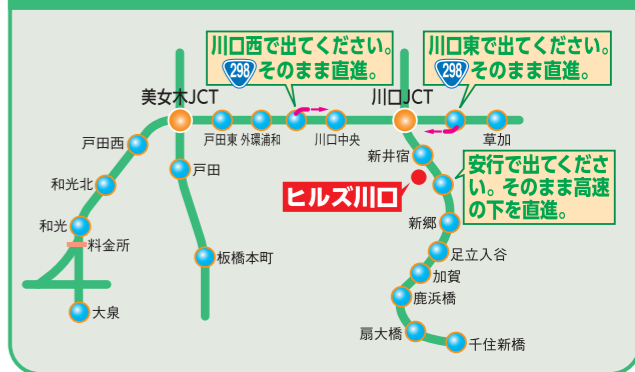 川口西で出てください。
298 そのまま直進。
川口東で出てください。
298 そのまま直進。
美女木JCT
川口JCT
戸田東
外環浦和
川口中央
草加
戸田西
戸田
新井宿
安行で出てくださ
い。そのまま高速
の下を直進。
和光北
ヒルズ川口
和光
新郷
料金所
板橋本町
足立入谷
加賀
鹿浜橋
大泉
扇大橋
千住新橋